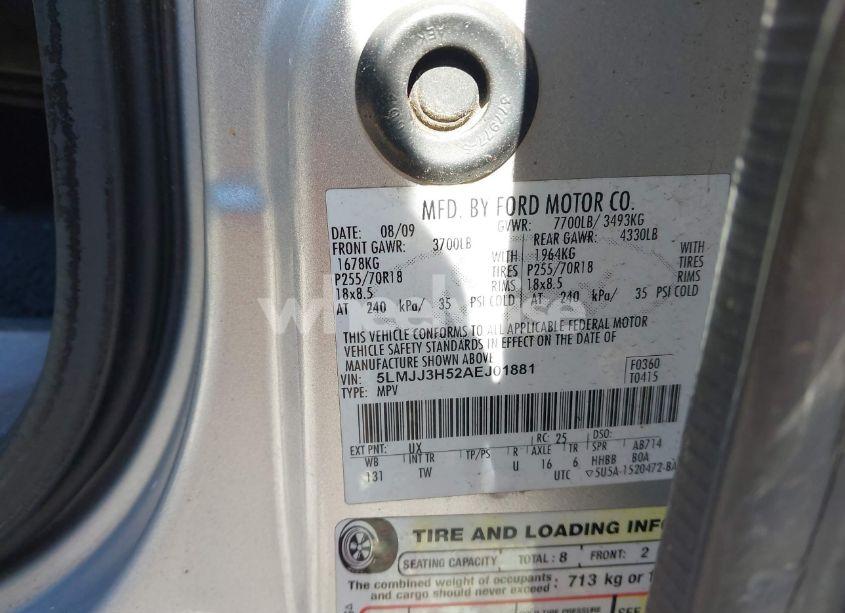 MFD. BY FORD MOTOR CO.
DATE: 08/09 GVWR: 7700LB/ 3493KG
FRONT GAWR: 3700LB REAR GAWR: 4330LB
1678KG WITH 1964KG WITH
P255/70R18 TIRES P255/70R18 TIRES
18x8.5 RIMS 18x8.5 RIMS
AT 240 kPa/ 35 PSI COLD AT 240 kPa/ 35 PSI COLD
THIS VEHICLE CONFORMS TO ALL APPLICABLE FEDERAL MOTOR
VEHICLE SAFETY STANDARDS IN EFFECT ON THE DATE OF
MANUFACTURE SHOWN ABOVE
VIN: 5LMJJ3H52AEJ01881 F0360
TYPE: MPV T0415
EXT PNT: UX RC: 25 DSO:
WB INT TR TP/PS R AXLE TR SPR AB714
131 TW U 16 6 HHBB BOA
UTC ▽5U5A-1520472-BA
TIRE AND LOADING INFO
SEATING CAPACITY TOTAL: 8 FRONT: 2
The combined weight of occupants : 713 kg or 1
and cargo should never exceed
SEE